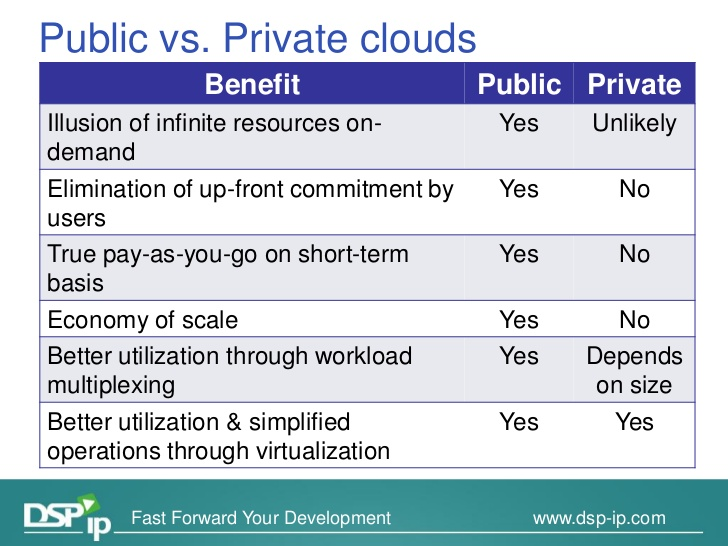 Public vs. Private clouds
Benefit Public Private
Illusion of infinite resources on- Yes Unlikely
demand
Elimination of up-front commitment by Yes No
users
True pay-as-you-go on short-term Yes No
basis
Economy of scale Yes No
Better utilization through workload Yes Depends
multiplexing on size
Better utilization & simplified Yes Yes
operations through virtualization
DSP ip Fast Forward Your Development www.dsp-ip.com